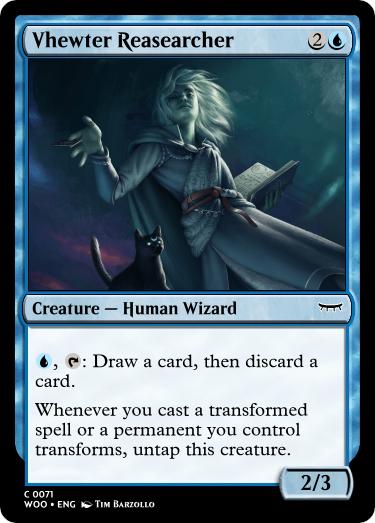 Vhewter Reasearcher 2
Creature — Human Wizard
, : Draw a card, then discard a
card.
Whenever you cast a transformed
spell or a permanent you control
transforms, untap this creature.
2/3
C 0071
WOO • ENG Tim Barzollo